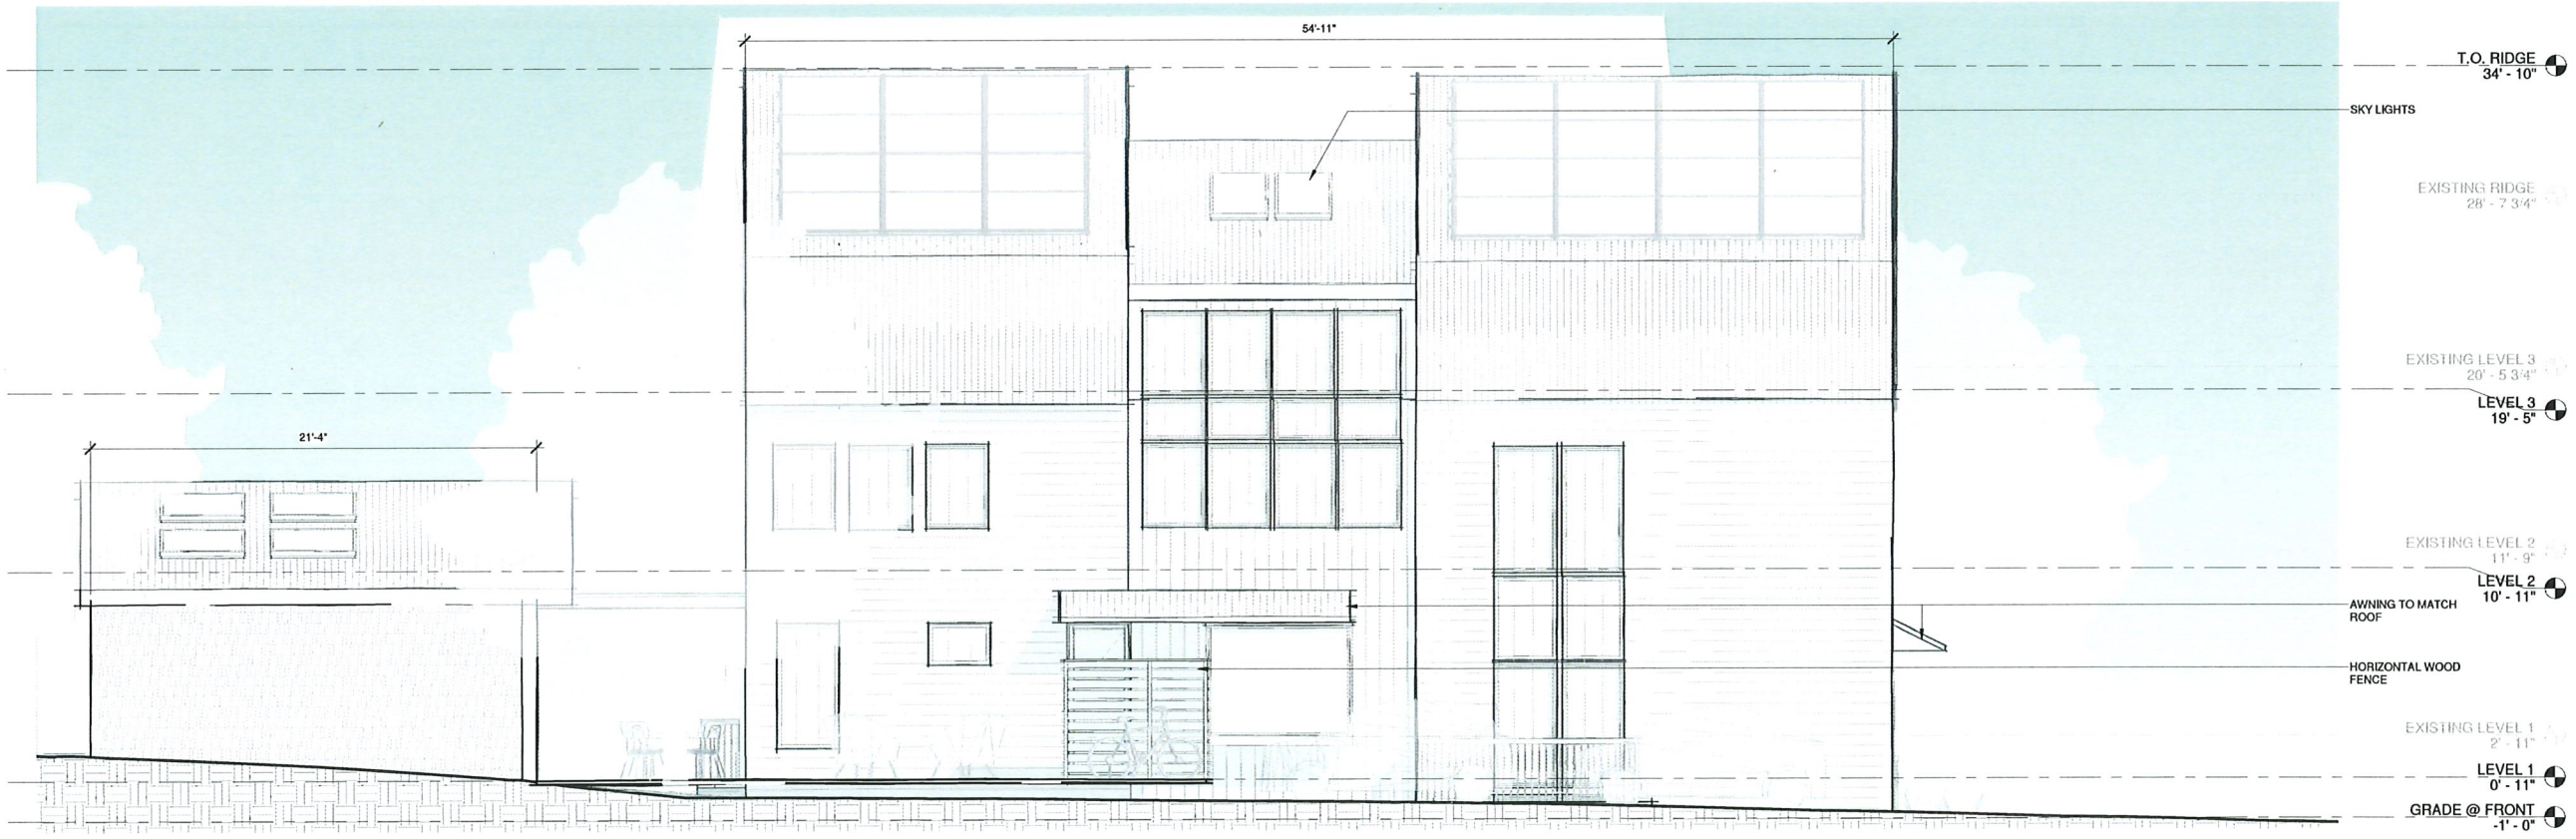 54'-11"
T.O. RIDGE
34' - 10"
SKY LIGHTS
EXISTING RIDGE
28' - 7 3/4"
EXISTING LEVEL 3
20' - 5 3/4"
LEVEL 3
19' - 5"
21'-4"
EXISTING LEVEL 2
11' - 9"
LEVEL 2
10' - 11"
AWNING TO MATCH
ROOF
HORIZONTAL WOOD
FENCE
EXISTING LEVEL 1
2' - 11"
LEVEL 1
0' - 11"
GRADE @ FRONT
-1' - 0"